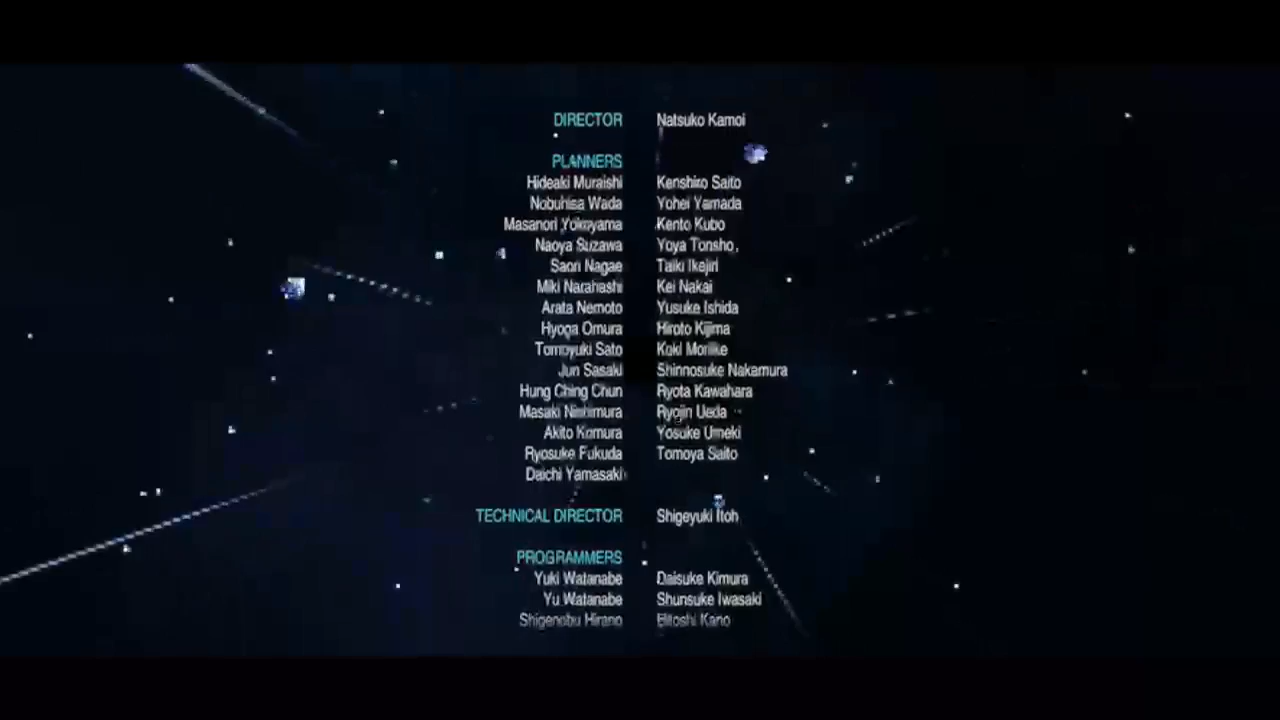 DIRECTOR Natsuko Kamoi
PLANNERS
Hideaki Muraishi Kenshiro Saito
Nobuhisa Wada Yohei Yamada
Masanori Yokoyama Kento Kubo
Naoya Suzawa Yoya Tonsho
Saori Nagae Taiki Ikejiri
Miki Narahashi Kei Nakai
Arata Nemoto Yusuke Ishida
Hyoga Omura Hiroto Kijima
Tomoyuki Sato Koki Moriike
Jun Sasaki Shinnosuke Nakamura
Hung Ching Chun Ryota Kawahara
Masaki Nishimura Ryojin Ueda
Akito Komura Yosuke Umeki
Ryosuke Fukuda Tomoya Saito
Daichi Yamasaki
TECHNICAL DIRECTOR Shigeyuki Itoh
PROGRAMMERS
Yuki Watanabe Daisuke Kimura
Yu Watanabe Shunsuke Iwasaki
Shigenobu Hirano Hitoshi Kano